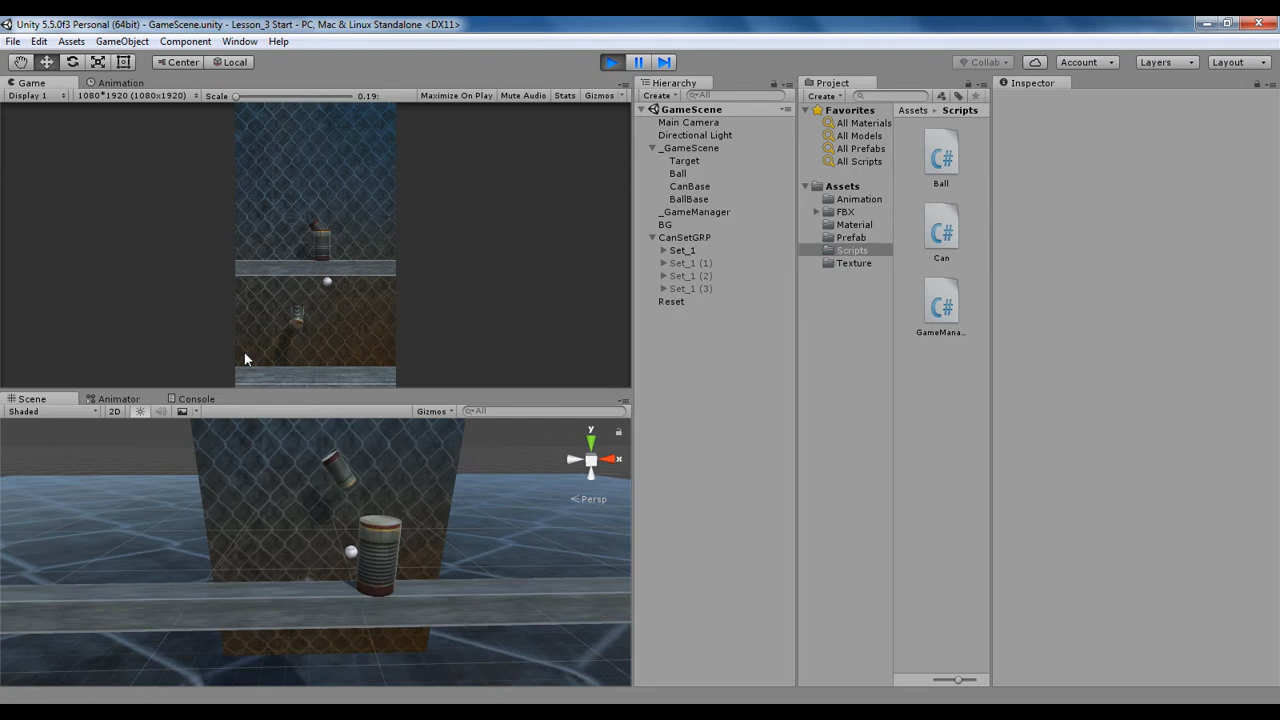 Unity 5.5.0f3 Personal (64bit) - GameScene.unity - Lesson_3 Start - PC, Mac & Linux Standalone <DX11>
File Edit Assets GameObject Component Window Help
Center Local Collab Account Layers Layout
Game Animation
Display 1 1080*1920 (1080x1920) Scale 0.19: Maximize On Play Mute Audio Stats Gizmos
Scene Animator Console
Shaded 2D Gizmos All
y
x
Persp
Hierarchy
Create All
GameScene
Main Camera
Directional Light
_GameScene
Target
Ball
CanBase
BallBase
_GameManager
BG
CanSetGRP
Set_1
Set_1 (1)
Set_1 (2)
Set_1 (3)
Reset
Project
Create
Favorites
All Materials
All Models
All Prefabs
All Scripts
Assets
Animation
FBX
Material
Prefab
Scripts
Texture
Assets Scripts
C#
Ball
C#
Can
C#
GameMana...
Inspector